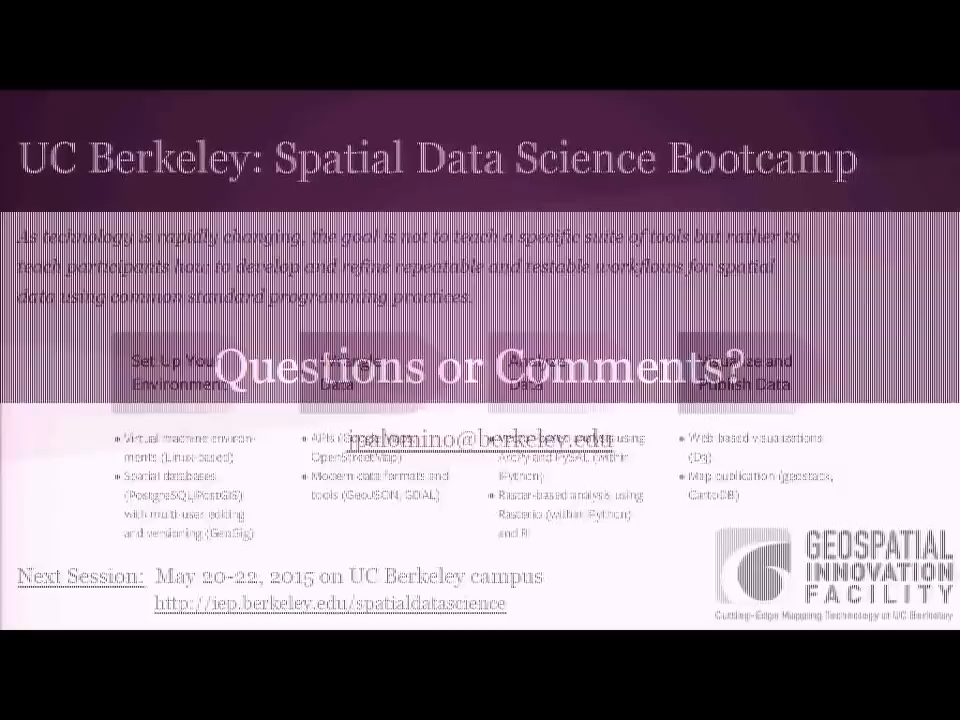 UC Berkeley: Spatial Data Science Bootcamp
As technology is rapidly changing, the goal is not to teach a specific suite of tools but rather to
teach participants how to develop and refine repeatable and testable workflows for spatial
data using common standard programming practices.
Questions or Comments?
jpalomino@berkeley.edu
Set Up Your
Environment
Data
Data
Visualize and
Publish Data
• Virtual machine environ-
ments (Linux-based)
• Spatial databases
(PostgreSQL/PostGIS)
with multi-user editing
and versioning (GeoGig)
• APIs
OpenStreetMap)
• Modern data formats and
tools (GeoJSON, GDAL)
using
ArcPy and PySAL (within
IPython)
• Raster-based analysis using
Rasterio (within IPython)
and R
• Web-based visualizations
(D3)
• Map publication (geostack,
CartoDB)
Next Session: May 20-22, 2015 on UC Berkeley campus
http://iep.berkeley.edu/spatialdatascience
GEOSPATIAL
INNOVATION
FACILITY
Cutting-Edge Mapping Technology at UC Berkeley